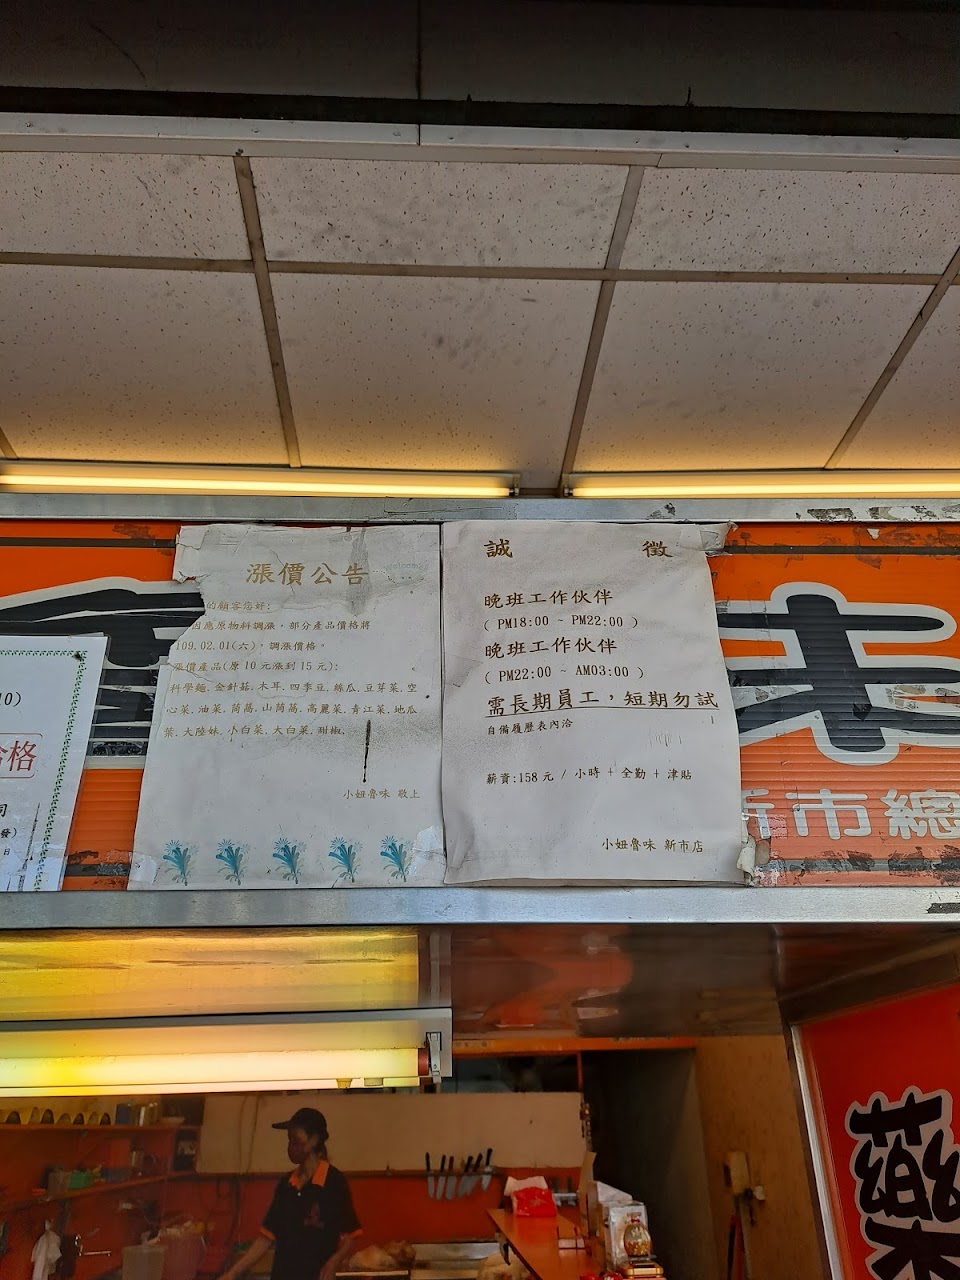 漲價公告
的顧客您好:
因應原物料調漲，部分產品價格將
109.02.01(六)，調漲價格。
漲價產品(原10元漲到15元):
科學麵.金針菇.木耳.四季豆.絲瓜.豆芽菜.空
心菜.油菜.茼蒿.山茼蒿.高麗菜.青江菜.地瓜
葉.大陸妹.小白菜.大白菜.甜椒.
小妞魯味 敬上
誠 徵
晚班工作伙伴
( PM18:00 ~ PM22:00 )
晚班工作伙伴
( PM22:00 ~ AM03:00 )
需長期員工，短期勿試
自備履歷表內洽
薪資:158元 / 小時 + 全勤 + 津貼
小妞魯味 新市店
味
新市總
合格
司
發)
日
藥